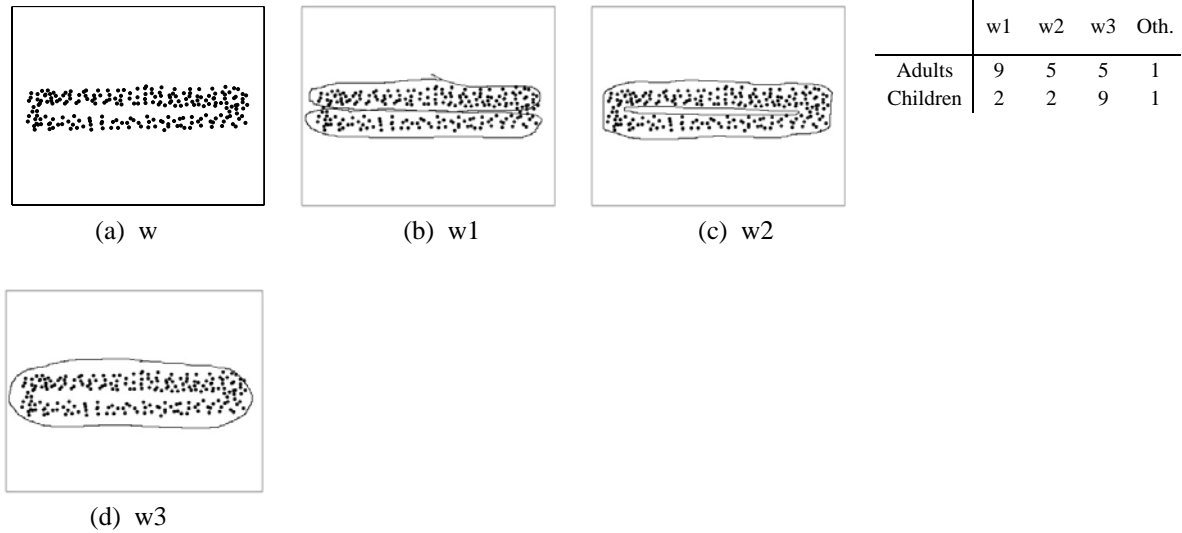 w1 w2 w3 Oth.
Adults 9 5 5 1
Children 2 2 9 1
(a) w
(b) w1
(c) w2
(d) w3